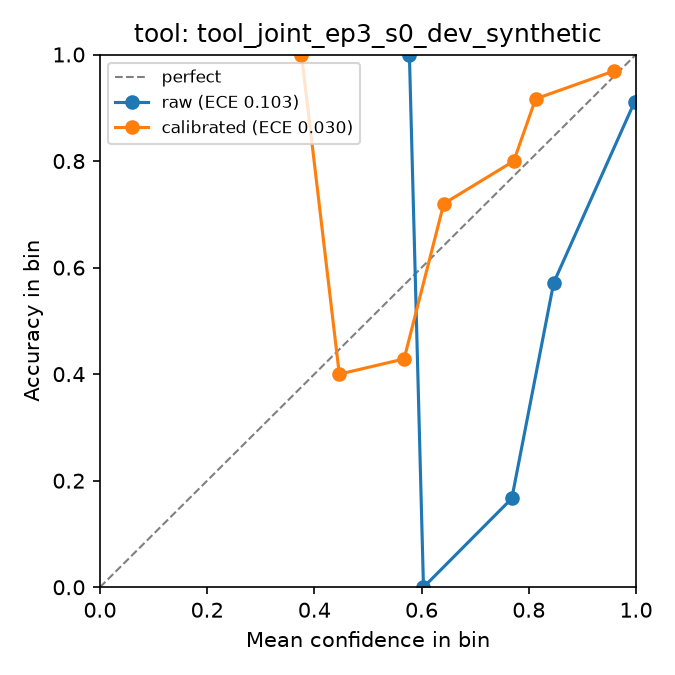 tool: tool_joint_ep3_s0_dev_synthetic
perfect
raw (ECE 0.103)
calibrated (ECE 0.030)
1.0
0.8
0.6
0.4
0.2
0.0
Accuracy in bin
0.0 0.2 0.4 0.6 0.8 1.0
Mean confidence in bin